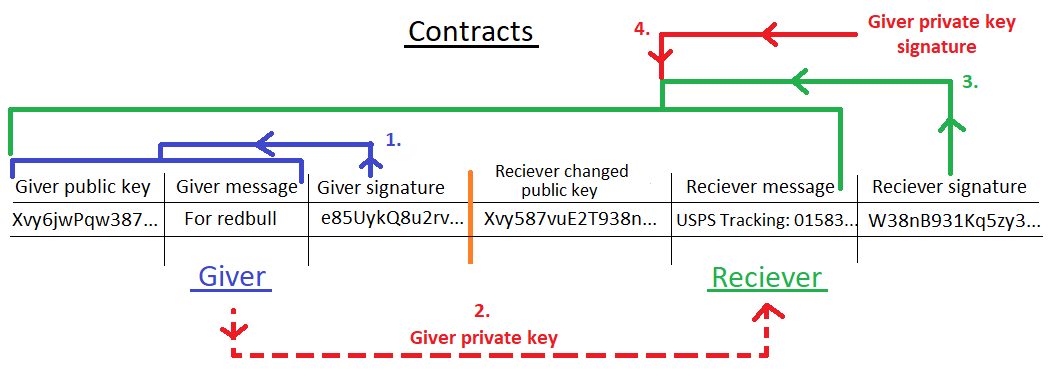 Contracts
4.
Giver private key
signature
3.
1.
Giver public key
Giver message
Giver signature
Reciever changed
public key
Reciever message
Reciever signature
Xvy6jwPqw387...
For redbull
e85UykQ8u2rv...
Xvy587vuE2T938n...
USPS Tracking: 01583...
W38nB931Kq5zy3...
Giver
Reciever
2.
Giver private key